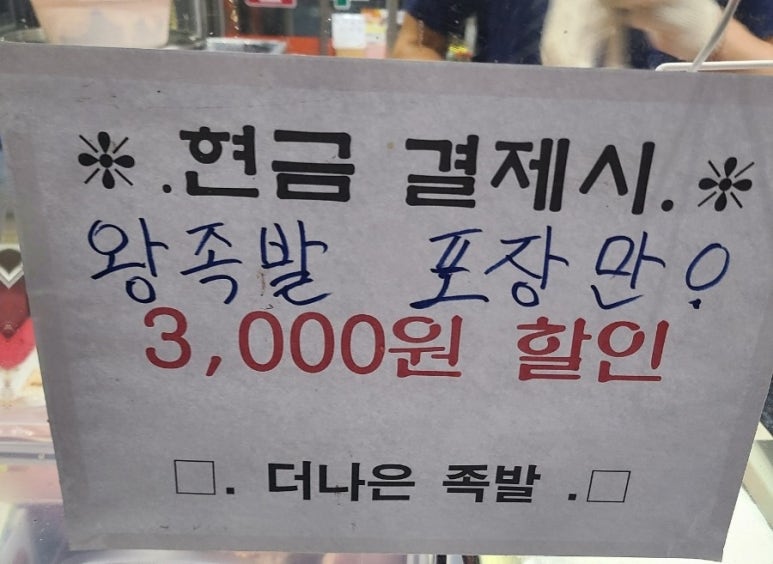 ※ .현금 결제시. ※
왕족발 포장만!
3,000원 할인
□. 더나은 족발 .□